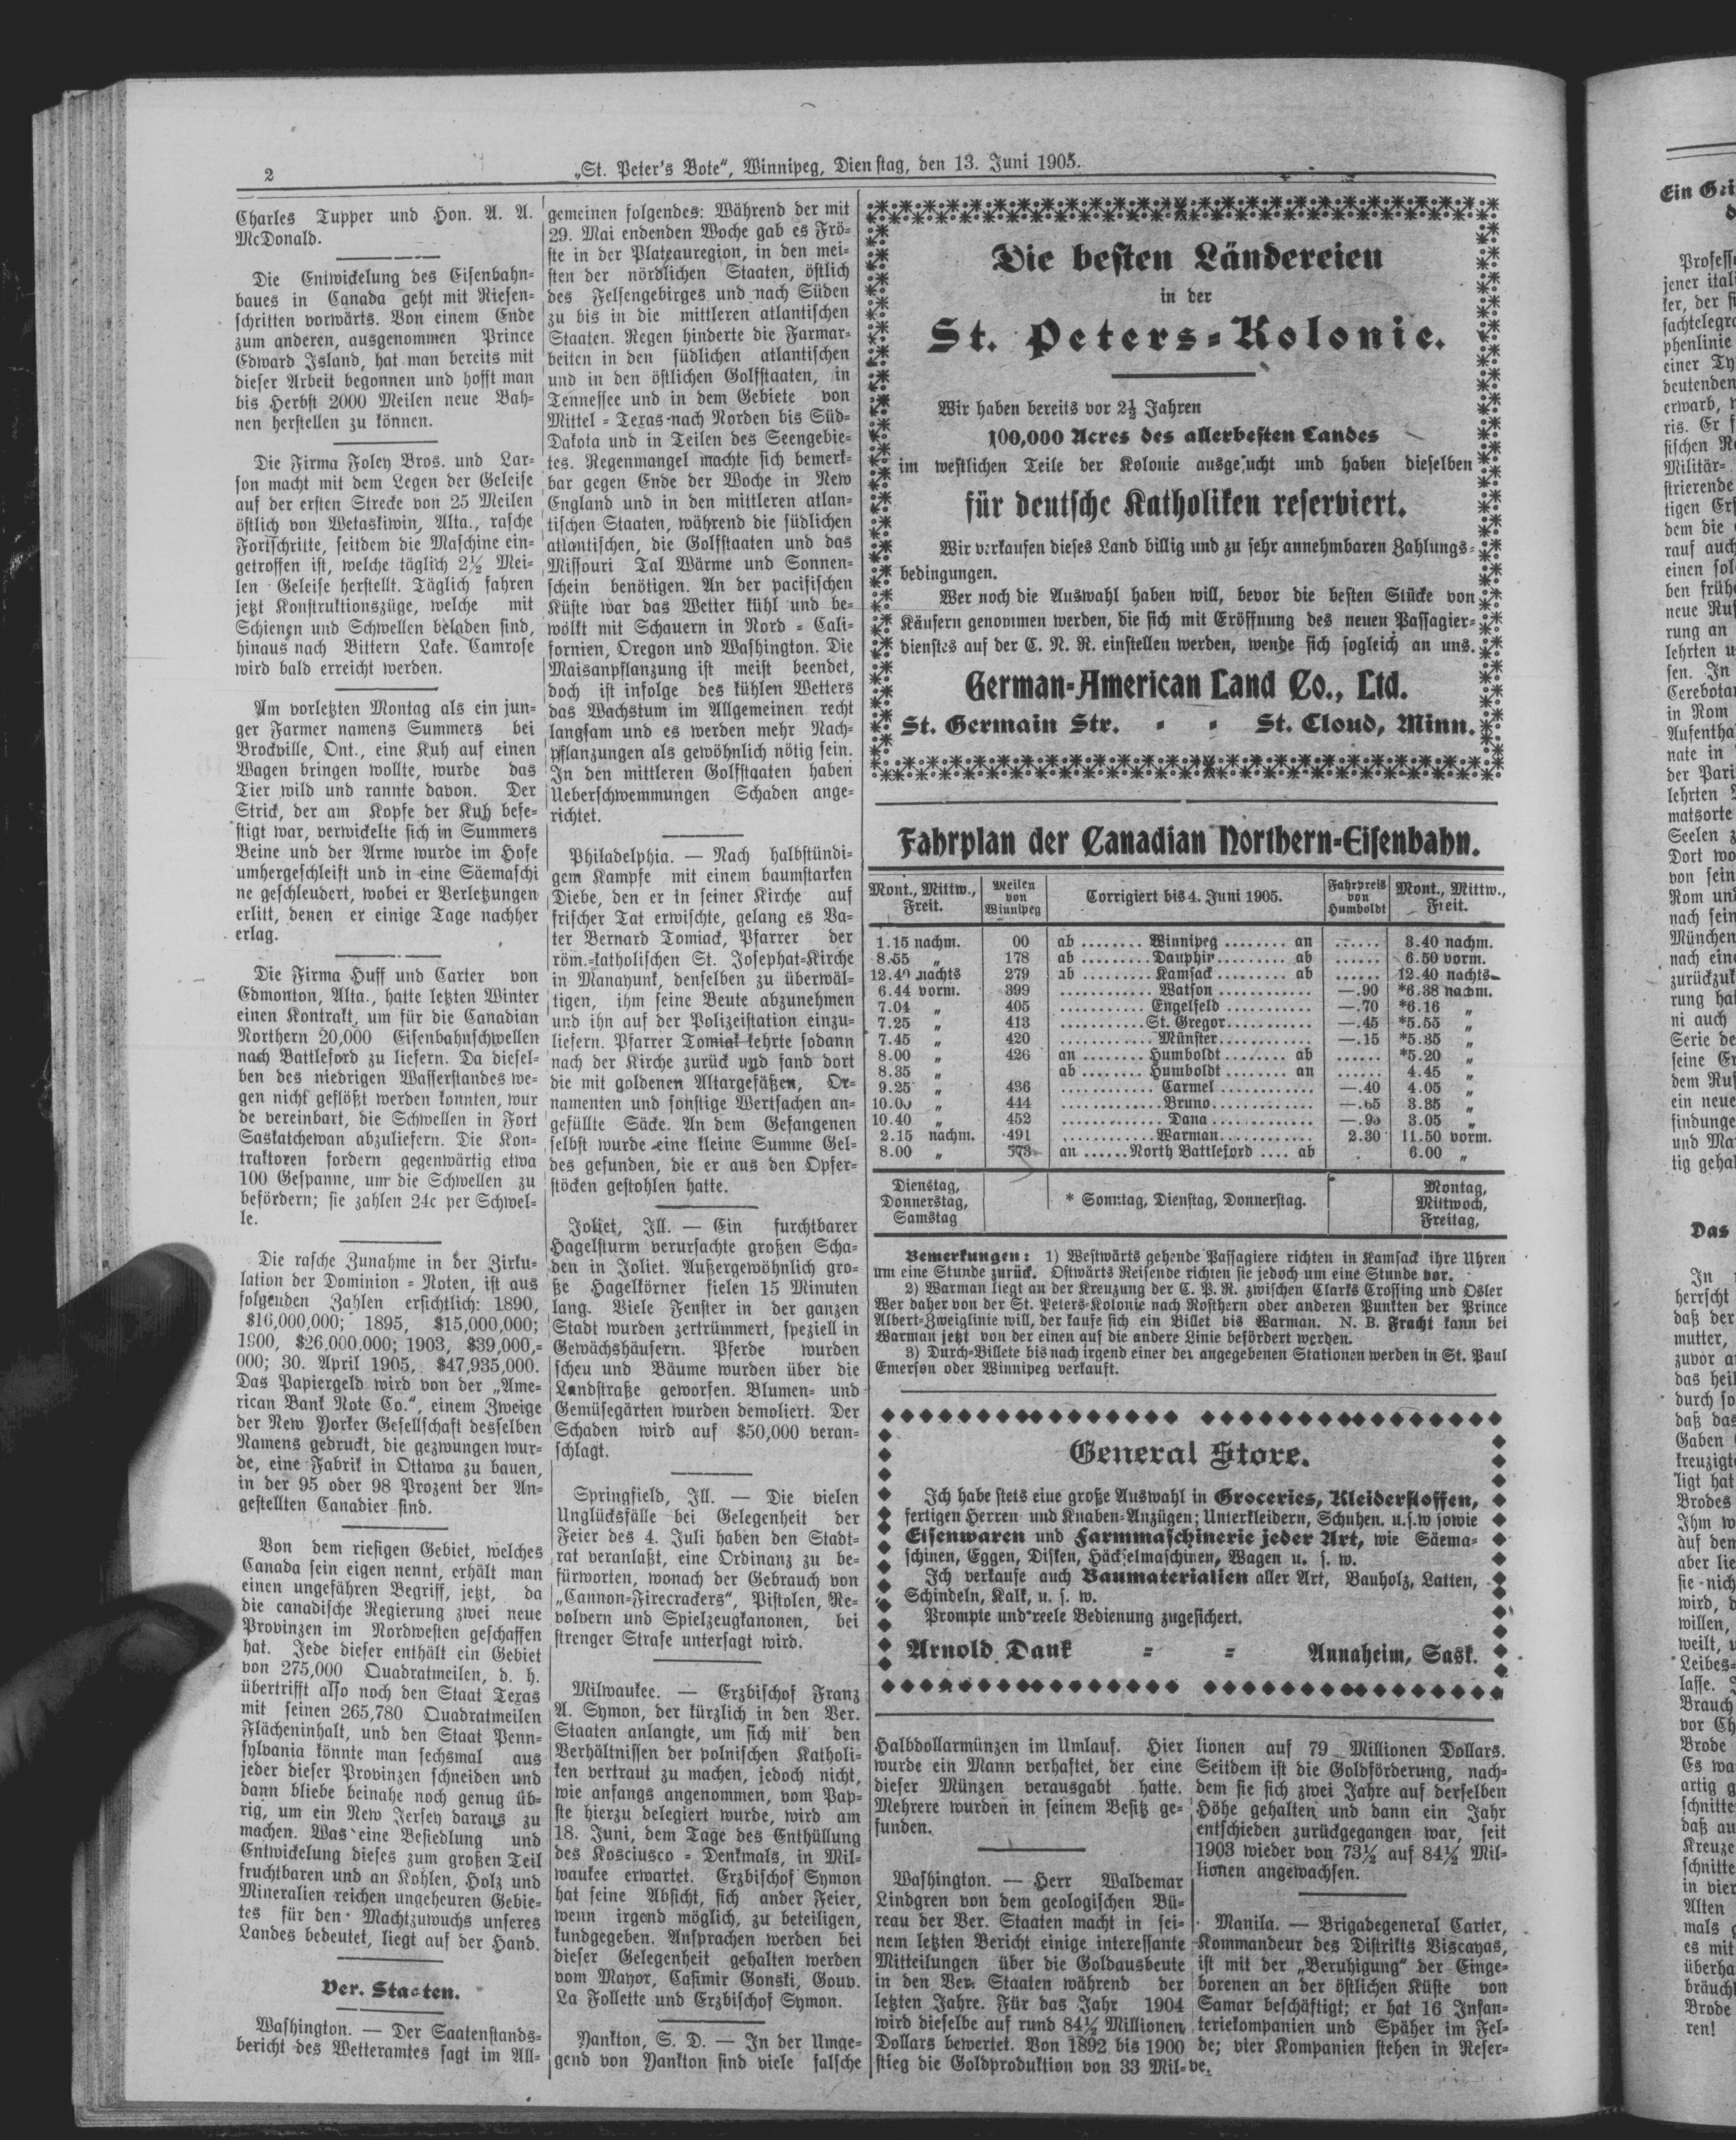 2
„St. Peter's Bote“, Winnipeg, Dienstag, den 13. Juni 1905.
Charles Tupper und Hon. A. A.
McDonald.
Die Entwickelung des Eisenbahn-
baues in Canada geht mit Riesen-
schritten vorwärts. Von einem Ende
zum anderen, ausgenommen Prince
Edward Island, hat man bereits mit
dieser Arbeit begonnen und hofft man
bis Herbst 2000 Meilen neue Bah-
nen herstellen zu können.
Die Firma Foley Bros. und Lar-
son macht mit dem Legen der Geleise
auf der ersten Strecke von 25 Meilen
östlich von Wetaskiwin, Alta., rasche
Fortschritte, seitdem die Maschine ein-
getroffen ist, welche täglich 2½ Mei-
len Geleise herstellt. Täglich fahren
jetzt Konstruktionszüge, welche mit
Schienen und Schwellen beladen sind,
hinaus nach Bittern Lake. Camrose
wird bald erreicht werden.
Am vorletzten Montag als ein jun-
ger Farmer namens Summers bei
Brockville, Ont., eine Kuh auf einen
Wagen bringen wollte, wurde das
Tier wild und rannte davon. Der
Strick, der am Kopfe der Kuh befe-
stigt war, verwickelte sich in Summers
Beine und der Arme wurde im Hofe
umhergeschleift und in eine Säemaschi
ne geschleudert, wobei er Verletzungen
erlitt, denen er einige Tage nachher
erlag.
Die Firma Huff und Carter von
Edmonton, Alta., hatte letzten Winter
einen Kontrakt, um für die Canadian
Northern 20,000 Eisenbahnschwellen
nach Battleford zu liefern. Da diesel-
ben des niedrigen Wasserstandes we-
gen nicht geflößt werden konnten, wur
de vereinbart, die Schwellen in Fort
Saskatchewan abzuliefern. Die Kon-
traktoren fordern gegenwärtig etwa
100 Gespanne, um die Schwellen zu
befördern; sie zahlen 24c per Schwel-
le.
Die rasche Zunahme in der Zirku-
lation der Dominion = Noten, ist aus
folgenden Zahlen ersichtlich: 1890,
$16,000,000; 1895, $15,000,000;
1900, $26,000,000; 1903, $39,000,=
000; 30. April 1905, $47,935,000.
Das Papiergeld wird von der „Ame-
rican Bank Note Co.“, einem Zweige
der New Yorker Gesellschaft desselben
Namens gedruckt, die gezwungen wur-
de, eine Fabrik in Ottawa zu bauen,
in der 95 oder 98 Prozent der An-
gestellten Canadier sind.
Von dem riesigen Gebiet, welches
Canada sein eigen nennt, erhält man
einen ungefähren Begriff, jetzt, da
die canadische Regierung zwei neue
Provinzen im Nordwesten geschaffen
hat. Jede dieser enthält ein Gebiet
von 275,000 Quadratmeilen, d. h.
übertrifft also noch den Staat Texas
mit seinen 265,780 Quadratmeilen
Flächeninhalt, und den Staat Penn-
sylvania könnte man sechsmal aus
jeder dieser Provinzen schneiden und
dann bliebe beinahe noch genug üb-
rig, um ein New Jersey daraus zu
machen. Was eine Besiedlung und
Entwickelung dieses zum großen Teil
fruchtbaren und an Kohlen, Holz und
Mineralien reichen ungeheuren Gebie-
tes für den Machtzuwuchs unseres
Landes bedeutet, liegt auf der Hand.
Ver. Staaten.
Washington. — Der Saatenstands-
bericht des Wetteramtes sagt im All-
gemeinen folgendes: Während der mit
29. Mai endenden Woche gab es Frö-
ste in der Plateauregion, in den mei-
sten der nördlichen Staaten, östlich
des Felsengebirges und nach Süden
zu bis in die mittleren atlantischen
Staaten. Regen hinderte die Farmar-
beiten in den südlichen atlantischen
und in den östlichen Golfstaaten, in
Tennessee und in dem Gebiete von
Mittel = Texas nach Norden bis Süd-
Dakota und in Teilen des Seengebie-
tes. Regenmangel machte sich bemerk-
bar gegen Ende der Woche in New
England und in den mittleren atlan-
tischen Staaten, während die südlichen
atlantischen, die Golfstaaten und das
Missouri Tal Wärme und Sonnen-
schein benötigen. An der pacifischen
Küste war das Wetter kühl und be-
wölkt mit Schauern in Nord = Cali-
fornien, Oregon und Washington. Die
Maisanpflanzung ist meist beendet,
doch ist infolge des kühlen Wetters
das Wachstum im Allgemeinen recht
langsam und es werden mehr Nach-
pflanzungen als gewöhnlich nötig sein.
In den mittleren Golfstaaten haben
Ueberschwemmungen Schaden ange-
richtet.
Philadelphia. — Nach halbstündi-
gem Kampfe mit einem baumstarken
Diebe, den er in seiner Kirche auf
frischer Tat erwischte, gelang es Va-
ter Bernard Tomiack, Pfarrer der
röm.-katholischen St. Josephat-Kirche
in Manayunk, denselben zu überwäl-
tigen, ihm seine Beute abzunehmen
und ihn auf der Polizeistation einzu-
liefern. Pfarrer Tomiak kehrte sodann
nach der Kirche zurück und fand dort
die mit goldenen Altargefäßen, Or-
namenten und sonstige Wertsachen an-
gefüllte Säcke. An dem Gefangenen
selbst wurde eine kleine Summe Gel-
des gefunden, die er aus den Opfer-
stöcken gestohlen hatte.
Joliet, Ill. — Ein furchtbarer
Hagelsturm verursachte großen Scha-
den in Joliet. Außergewöhnlich gro-
ße Hagelkörner fielen 15 Minuten
lang. Viele Fenster in der ganzen
Stadt wurden zertrümmert, speziell in
Gewächshäusern. Pferde wurden
scheu und Bäume wurden über die
Landstraße geworfen. Blumen- und
Gemüsegärten wurden demoliert. Der
Schaden wird auf $50,000 veran-
schlagt.
Springfield, Ill. — Die vielen
Unglücksfälle bei Gelegenheit der
Feier des 4. Juli haben den Stadt-
rat veranlaßt, eine Ordinanz zu be-
fürworten, wonach der Gebrauch von
„Cannon-Firecrackers“, Pistolen, Re-
volvern und Spielzeugkanonen, bei
strenger Strafe untersagt wird.
Milwaukee. — Erzbischof Franz
A. Symon, der kürzlich in den Ver.
Staaten anlangte, um sich mit den
Verhältnissen der polnischen Katholi-
ken vertraut zu machen, jedoch nicht,
wie anfangs angenommen, vom Pap-
ste hierzu delegiert wurde, wird am
18. Juni, dem Tage des Enthüllung
des Kosciusco = Denkmals, in Mil-
waukee erwartet. Erzbischof Symon
hat seine Absicht, sich ander Feier,
wenn irgend möglich, zu beteiligen,
kundgegeben. Ansprachen werden bei
dieser Gelegenheit gehalten werden
vom Mayor, Casimir Gonski, Gouv.
La Follette und Erzbischof Symon.
Yankton, S. D. — In der Umge-
gend von Yankton sind viele falsche
Die besten Ländereien
in der
St. Peters=Kolonie.
Wir haben bereits vor 2½ Jahren
100,000 Acres des allerbesten Landes
im westlichen Teile der Kolonie ausgesucht und haben dieselben
für deutsche Katholiken reserviert.
Wir verkaufen dieses Land billig und zu sehr annehmbaren Zahlungs-
bedingungen.
Wer noch die Auswahl haben will, bevor die besten Stücke von
Käufern genommen werden, die sich mit Eröffnung des neuen Passagier-
dienstes auf der C. N. R. einstellen werden, wende sich sogleich an uns.
German-American Land Co., Ltd.
St. Germain Str. - - St. Cloud, Minn.
Fahrplan der Canadian Northern-Eisenbahn.
Mont., Mittw., Freit. Meilen von Winnipeg Corrigiert bis 4. Juni 1905. Fahrpreis von Humboldt Mont., Mittw., Freit.
1.15 nachm. 00 ab ........ Winnipeg ........ an ...... 3.40 nachm.
8.55 „ 178 ab ........ Dauphin ........ ab ...... 6.50 vorm.
12.40 nachts 279 ab ........ Kamsack ........ ab ...... 12.40 nachts
6.44 vorm. 399 ............ Watson ............ —.90 *6.38 nachm.
7.04 „ 405 ........... Engelfeld ........... —.70 *6.16 „
7.25 „ 413 ...........St. Gregor........... —.45 *5.55 „
7.45 „ 420 ............ Münster............ —.15 *5.35 „
8.00 „ 426 an ........ Humboldt ........ ab ...... *5.20 „
8.35 „ ab ........ Humboldt ........ an ...... 4.45 „
9.25 „ 436 ............ Carmel ............ —.40 4.05 „
10.00 „ 444 .............Bruno............. —.65 3.35 „
10.40 „ 452 ............. Dana ............. 3.05 „
2.15 nachm. 491 ............Warman............ 2.30 11.50 vorm.
8.00 „ 573 an ......North Battleford .... ab 6.00 „
Dienstag, Donnerstag, Samstag * Sonntag, Dienstag, Donnerstag. Montag, Mittwoch, Freitag,
Bemerkungen: 1) Westwärts gehende Passagiere richten in Kamsack ihre Uhren
um eine Stunde zurück. Ostwärts Reisende richten sie jedoch um eine Stunde vor.
2) Warman liegt an der Kreuzung der C. P. R. zwischen Clarks Crossing und Osler
Wer daher von der St. Peters-Kolonie nach Rosthern oder anderen Punkten der Prince
Albert-Zweiglinie will, der kaufe sich ein Billet bis Warman. N. B. Fracht kann bei
Warman jetzt von der einen auf die andere Linie befördert werden.
3) Durch-Billete bis nach irgend einer der angegebenen Stationen werden in St. Paul
Emerson oder Winnipeg verkauft.
General Store.
Ich habe stets eine große Auswahl in Groceries, Kleiderstoffen,
fertigen Herren und Knaben-Anzügen; Unterkleidern, Schuhen. u.s.w sowie
Eisenwaren und Farmmaschinerie jeder Art, wie Säema-
schinen, Eggen, Disken, Häckselmaschinen, Wagen u. s. w.
Ich verkaufe auch Baumaterialien aller Art, Bauholz, Latten,
Schindeln, Kalk, u. s. w.
Prompte und reele Bedienung zugesichert.
Arnold Dank = = Annaheim, Sask.
Halbdollarmünzen im Umlauf. Hier
wurde ein Mann verhaftet, der eine
dieser Münzen verausgabt hatte.
Mehrere wurden in seinem Besitz ge-
funden.
Washington. — Herr Waldemar
Lindgren von dem geologischen Bü-
reau der Ver. Staaten macht in sei-
nem letzten Bericht einige interessante
Mitteilungen über die Goldausbeute
in den Ver. Staaten während der
letzten Jahre. Für das Jahr 1904
wird dieselbe auf rund 84½ Millionen
Dollars bewertet. Von 1892 bis 1900
stieg die Goldproduktion von 33 Mil-
lionen auf 79 Millionen Dollars.
Seitdem ist die Goldförderung, nach-
dem sie sich zwei Jahre auf derselben
Höhe gehalten und dann ein Jahr
entschieden zurückgegangen war, seit
1903 wieder von 73½ auf 84½ Mil-
lionen angewachsen.
Manila. — Brigadegeneral Carter,
Kommandeur des Distrikts Viscayas,
ist mit der „Beruhigung“ der Einge-
borenen an der östlichen Küste von
Samar beschäftigt; er hat 16 Infan-
teriekompanien und Späher im Fel-
de; vier Kompanien stehen in Reser-
ve.